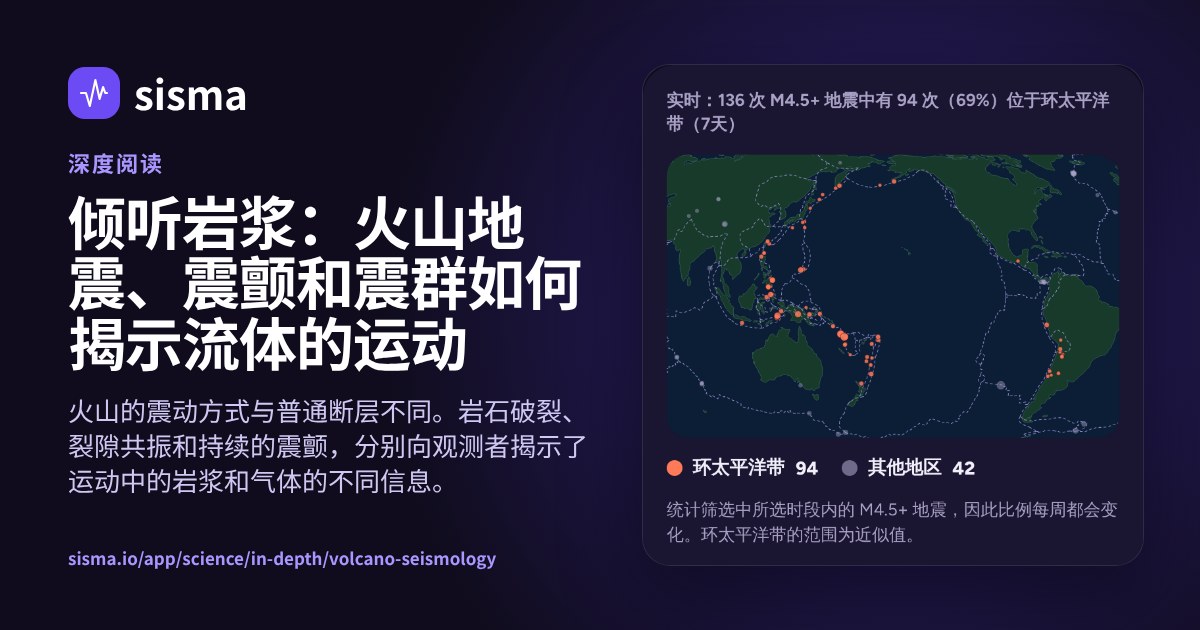 sisma
深度阅读
倾听岩浆：火山地
震、震颤和震群如何
揭示流体的运动
火山的震动方式与普通断层不同。岩石破裂、
裂隙共振和持续的震颤，分别向观测者揭示了
运动中的岩浆和气体的不同信息。
sisma.io/app/science/in-depth/volcano-seismology
实时：136 次 M4.5+ 地震中有 94 次（69%）位于环太平洋
带（7天）
环太平洋带 94 其他地区 42
统计筛选中所选时段内的 M4.5+ 地震，因此比例每周都会变
化。环太平洋带的范围为近似值。